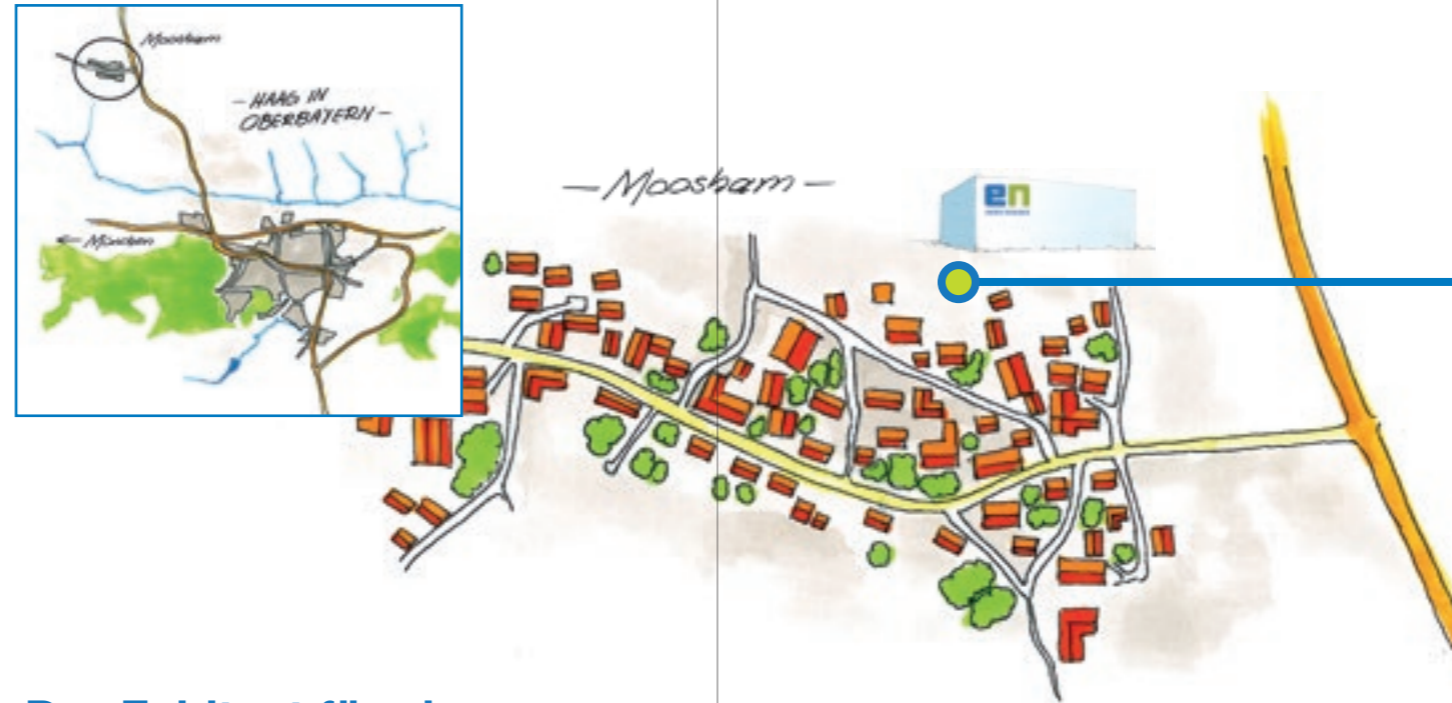 Moosham
– HAAG IN
OBERBAYERN –
← München
– Moosham –
en